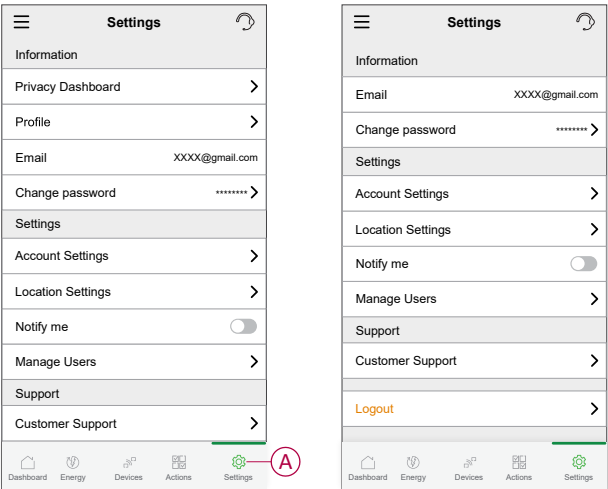 Settings
Information
Privacy Dashboard
Profile
Email XXXX@gmail.com
Change password ********
Settings
Account Settings
Location Settings
Notify me
Manage Users
Support
Customer Support
Dashboard Energy Devices Actions Settings
A
Settings
Information
Email XXXX@gmail.com
Change password ********
Settings
Account Settings
Location Settings
Notify me
Manage Users
Support
Customer Support
Logout
Dashboard Energy Devices Actions Settings